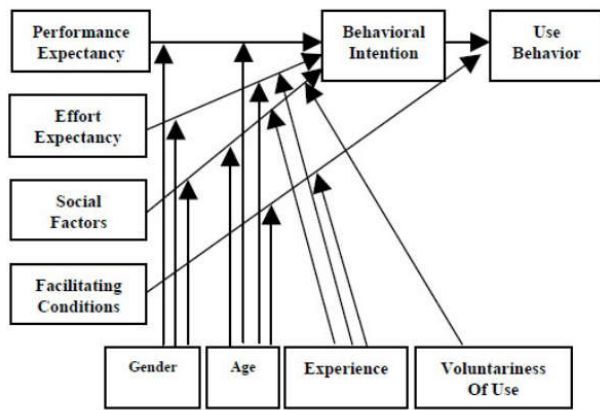 Performance
Expectancy
Behavioral
Intention
Use
Behavior
Effort
Expectancy
Social
Factors
Facilitating
Conditions
Gender
Age
Experience
Voluntariness
Of Use